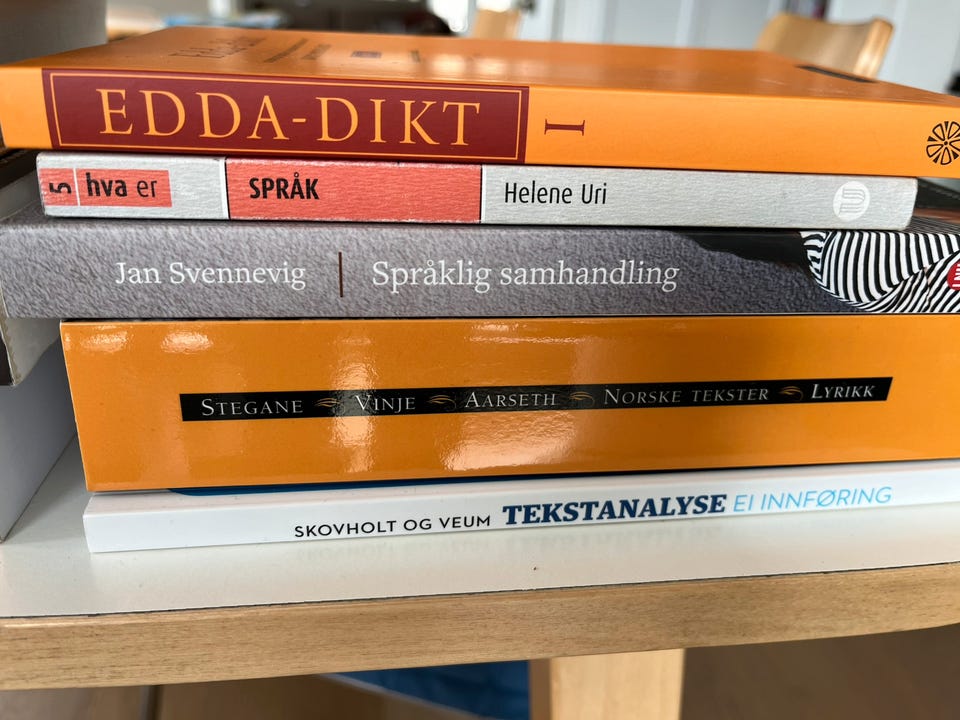 EDDA-DIKT I
5 hva er SPRÅK Helene Uri
Jan Svennevig | Språklig samhandling
STEGANE VINJE AARSETH NORSKE TEKSTER LYRIKK
SKOVHOLT OG VEUM TEKSTANALYSE EI INNFØRING